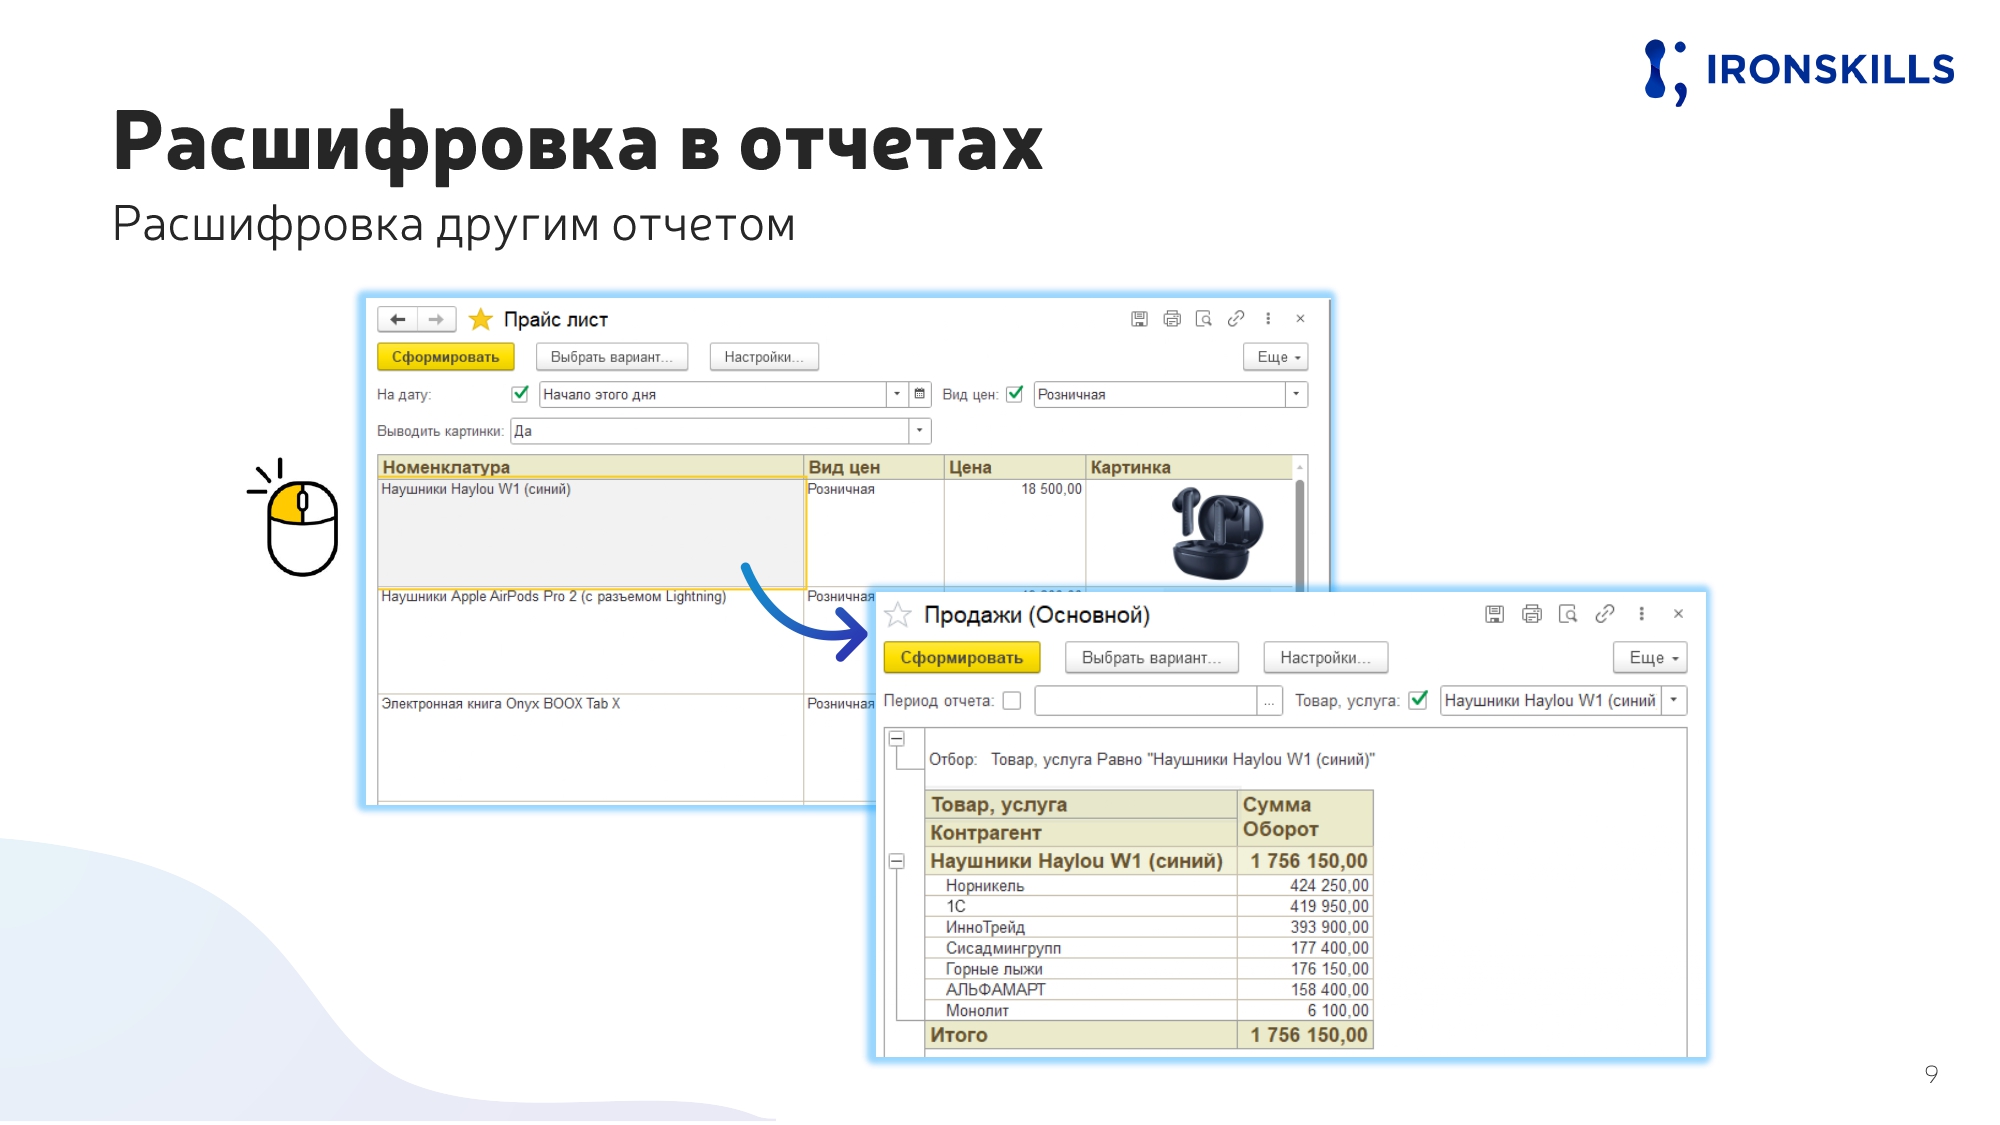 IRONSKILLS
Расшифровка в отчетах
Расшифровка другим отчетом
Прайс лист
Сформировать Выбрать вариант... Настройки... Еще
На дату: Начало этого дня Вид цен: Розничная
Выводить картинки: Да
Номенклатура Вид цен Цена Картинка
Наушники Haylou W1 (синий) Розничная 18 500,00
Наушники Apple AirPods Pro 2 (с разъемом Lightning) Розничная
Электронная книга Onyx BOOX Tab X Розничная
Продажи (Основной)
Сформировать Выбрать вариант... Настройки... Еще
Период отчета: ... Товар, услуга: Наушники Haylou W1 (синий
Отбор: Товар, услуга Равно "Наушники Haylou W1 (синий)"
Товар, услуга Сумма
Контрагент Оборот
Наушники Haylou W1 (синий) 1 756 150,00
Норникель 424 250,00
1С 419 950,00
ИнноТрейд 393 900,00
Сисадмингрупп 177 400,00
Горные лыжи 176 150,00
АЛЬФАМАРТ 158 400,00
Монолит 6 100,00
Итого 1 756 150,00
9